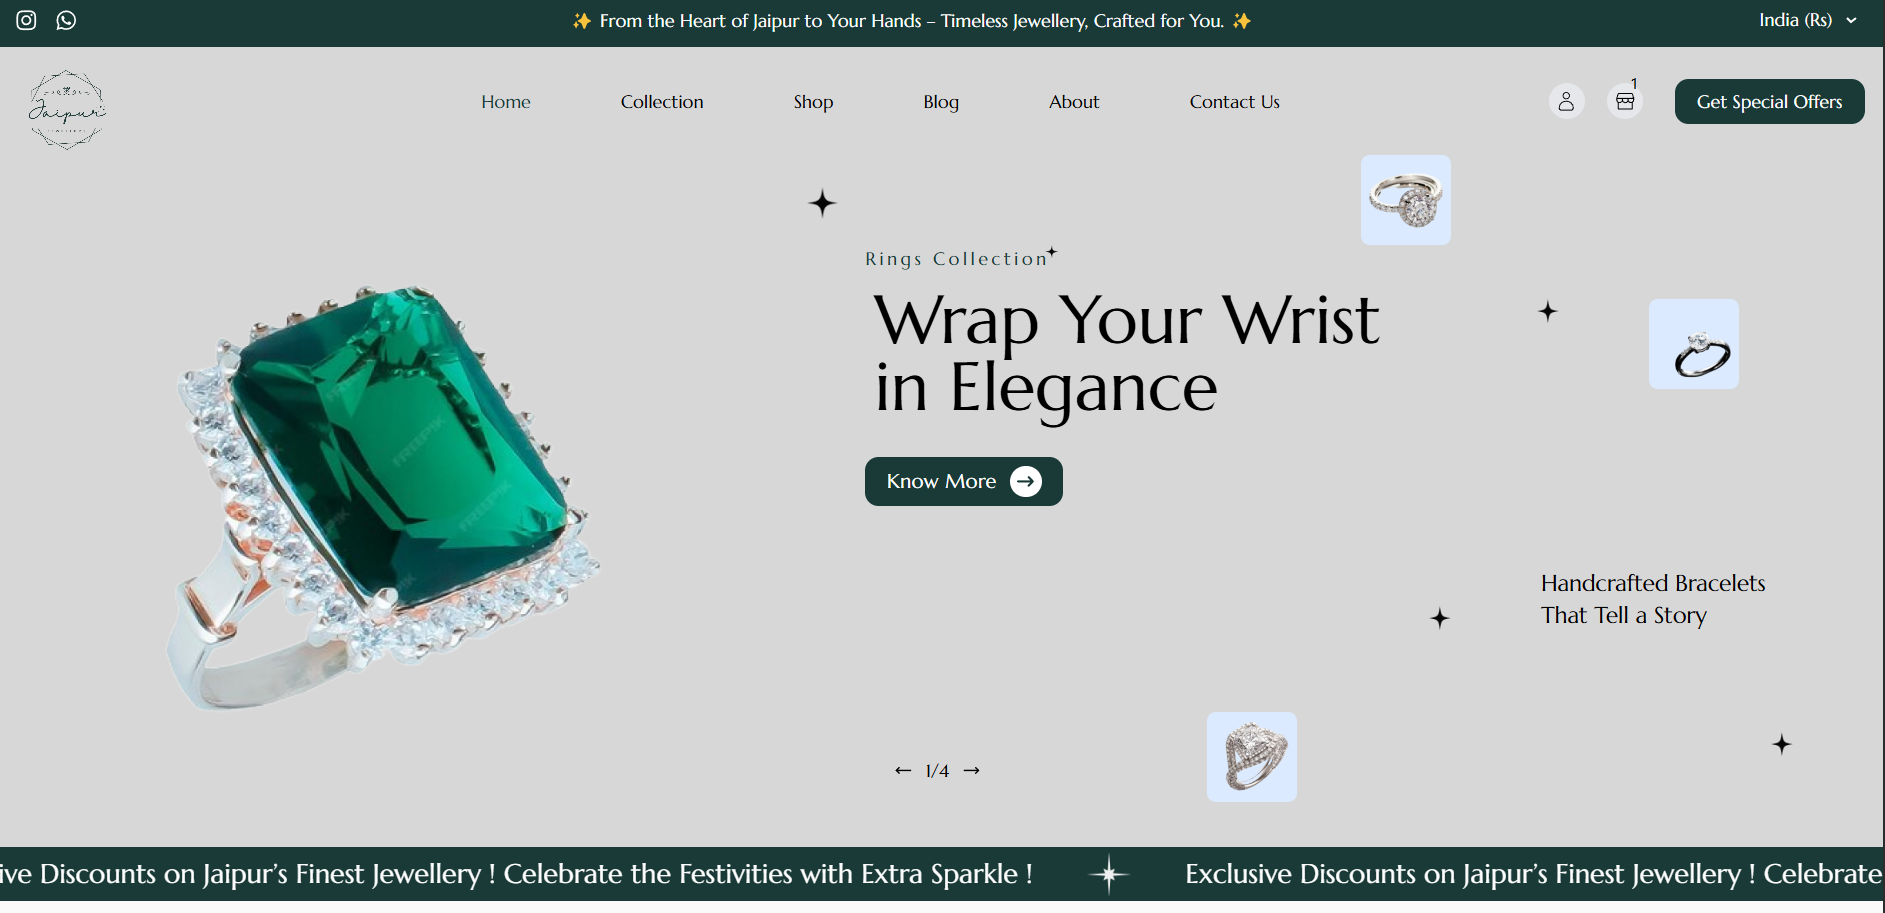 ✨ From the Heart of Jaipur to Your Hands – Timeless Jewellery, Crafted for You. ✨
India (Rs)
Jaipur
Home
Collection
Shop
Blog
About
Contact Us
1
Get Special Offers
Rings Collection
Wrap Your Wrist
in Elegance
Know More
FREEPIK
FREEPIK
Handcrafted Bracelets
That Tell a Story
← 1/4 →
ive Discounts on Jaipur’s Finest Jewellery ! Celebrate the Festivities with Extra Sparkle !
Exclusive Discounts on Jaipur’s Finest Jewellery ! Celebrate